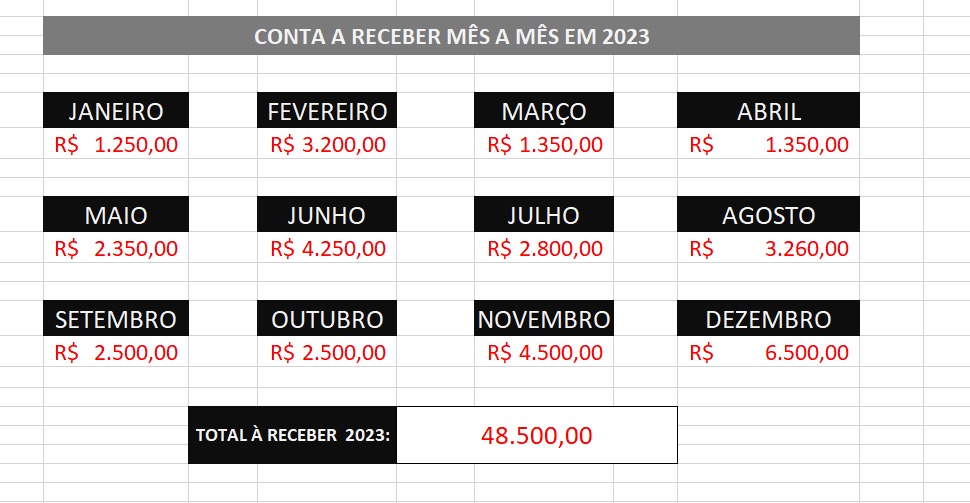 CONTA A RECEBER MÊS A MÊS EM 2023
JANEIRO FEVEREIRO MARÇO ABRIL
R$ 1.250,00 R$ 3.200,00 R$ 1.350,00 R$ 1.350,00
MAIO JUNHO JULHO AGOSTO
R$ 2.350,00 R$ 4.250,00 R$ 2.800,00 R$ 3.260,00
SETEMBRO OUTUBRO NOVEMBRO DEZEMBRO
R$ 2.500,00 R$ 2.500,00 R$ 4.500,00 R$ 6.500,00
TOTAL À RECEBER 2023: 48.500,00